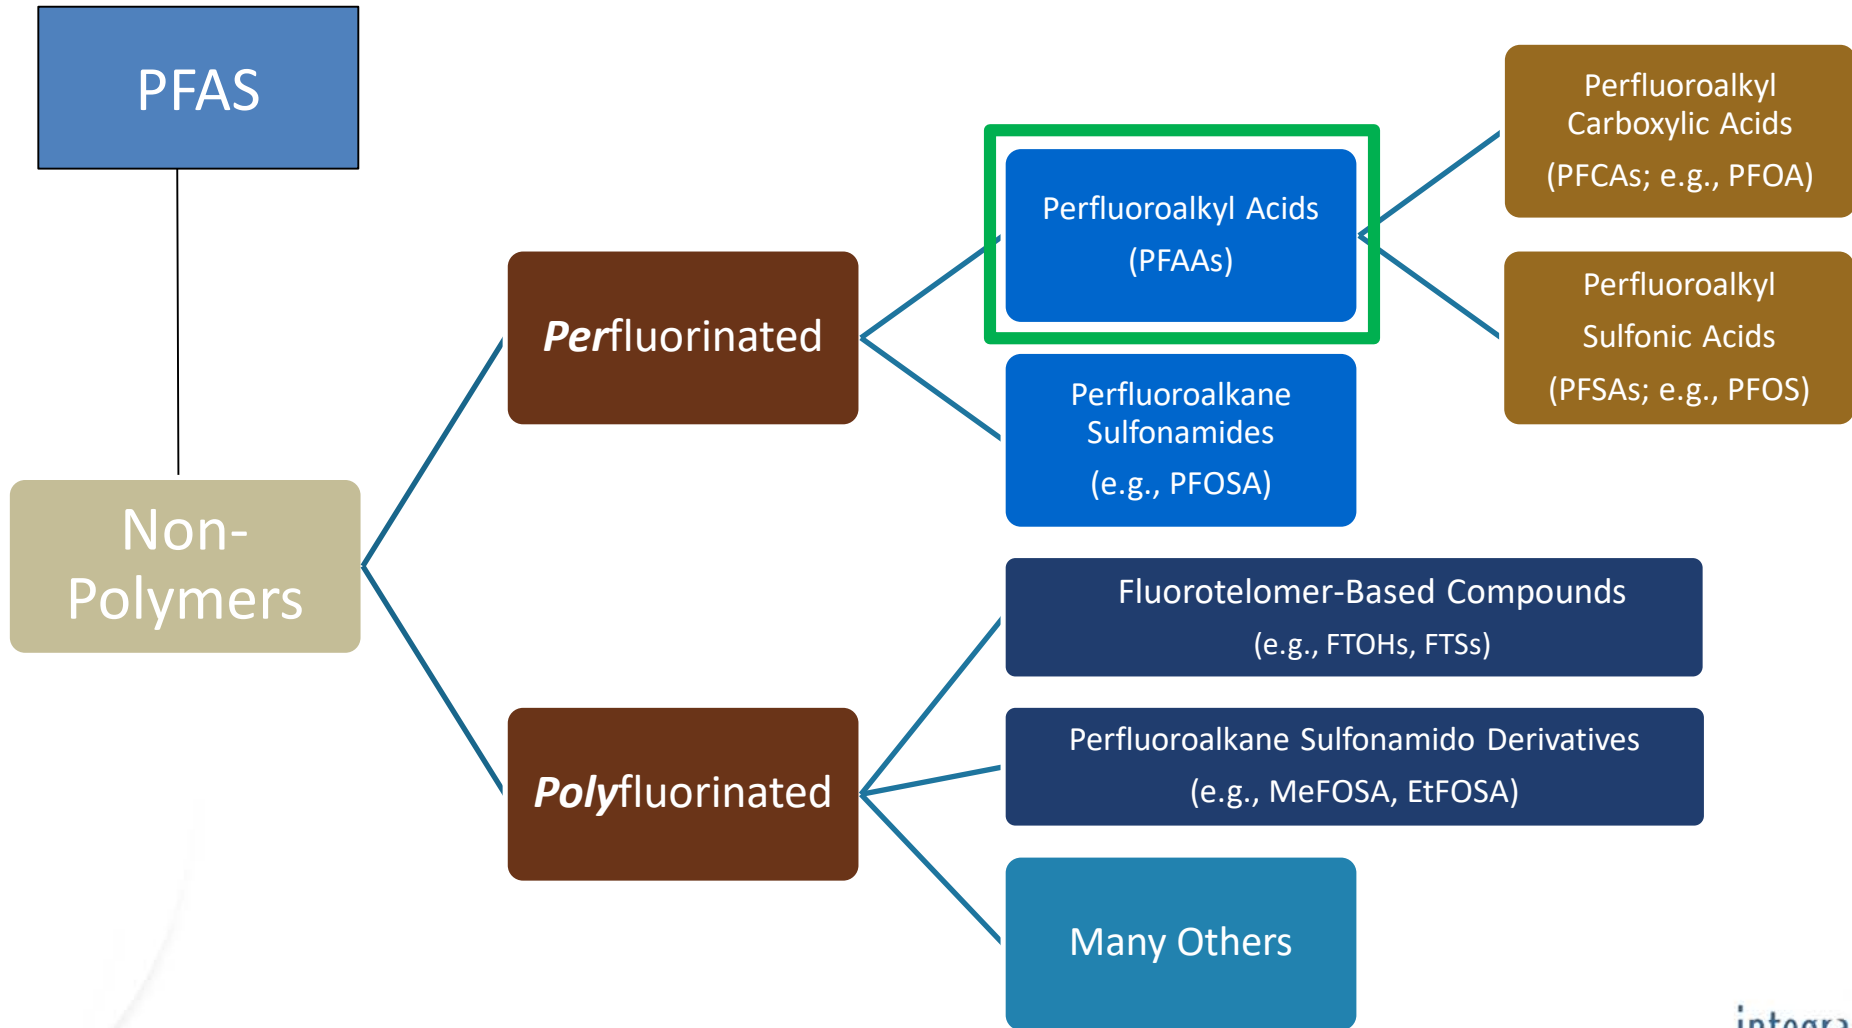 PFAS
Non-
Polymers
Perfluorinated
Polyfluorinated
Perfluoroalkyl Acids
(PFAAs)
Perfluoroalkane
Sulfonamides
(e.g., PFOSA)
Fluorotelomer-Based Compounds
(e.g., FTOHs, FTSs)
Perfluoroalkane Sulfonamido Derivatives
(e.g., MeFOSA, EtFOSA)
Many Others
Perfluoroalkyl
Carboxylic Acids
(PFCAs; e.g., PFOA)
Perfluoroalkyl
Sulfonic Acids
(PFSAs; e.g., PFOS)